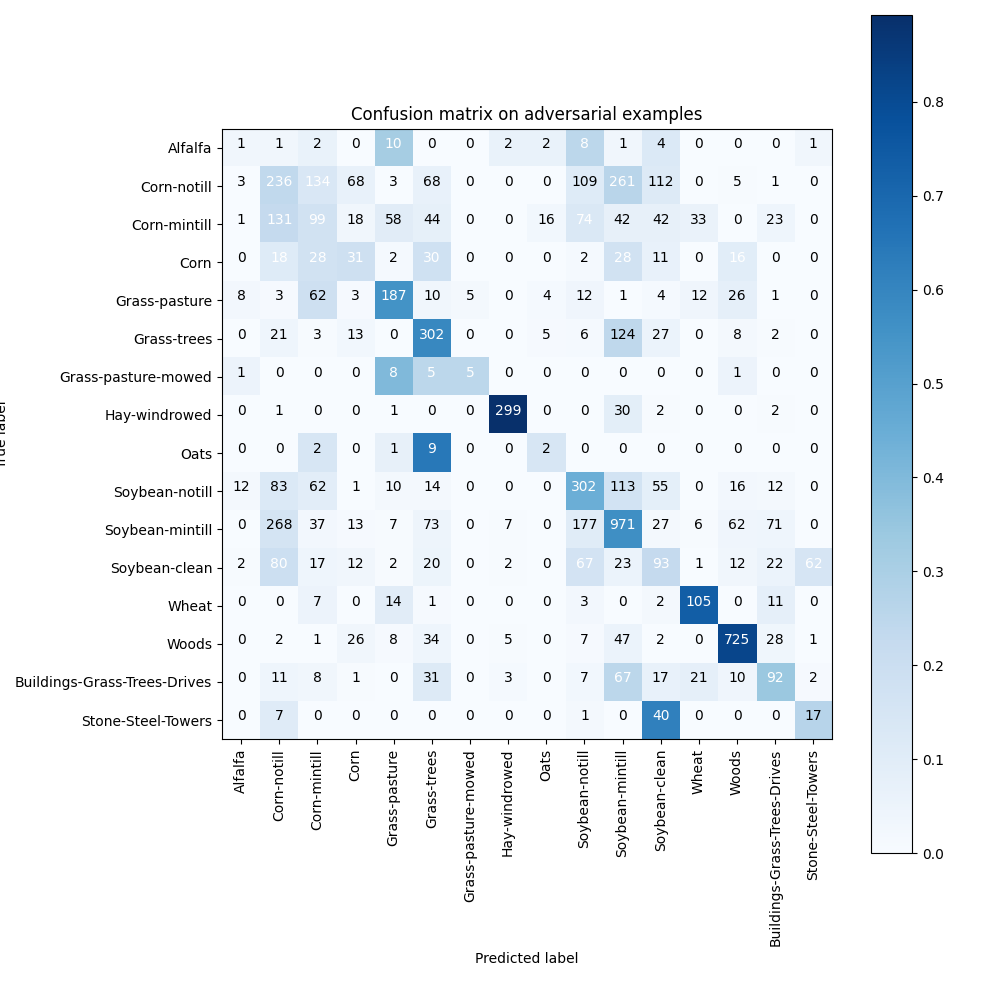 Confusion matrix on adversarial examples
Alfalfa 1 1 2 0 10 0 0 2 2 8 1 4 0 0 0 1
Corn-notill 3 236 134 68 3 68 0 0 0 109 261 112 0 5 1 0
Corn-mintill 1 131 99 18 58 44 0 0 16 74 42 42 33 0 23 0
Corn 0 18 28 31 2 30 0 0 0 2 28 11 0 16 0 0
Grass-pasture 8 3 62 3 187 10 5 0 4 12 1 4 12 26 1 0
Grass-trees 0 21 3 13 0 302 0 0 5 6 124 27 0 8 2 0
Grass-pasture-mowed 1 0 0 0 8 5 5 0 0 0 0 0 0 1 0 0
Hay-windrowed 0 1 0 0 1 0 0 299 0 0 30 2 0 0 2 0
Oats 0 0 2 0 1 9 0 0 2 0 0 0 0 0 0 0
Soybean-notill 12 83 62 1 10 14 0 0 0 302 113 55 0 16 12 0
Soybean-mintill 0 268 37 13 7 73 0 7 0 177 971 27 6 62 71 0
Soybean-clean 2 80 17 12 2 20 0 2 0 67 23 93 1 12 22 62
Wheat 0 0 7 0 14 1 0 0 0 3 0 2 105 0 11 0
Woods 0 2 1 26 8 34 0 5 0 7 47 2 0 725 28 1
Buildings-Grass-Trees-Drives 0 11 8 1 0 31 0 3 0 7 67 17 21 10 92 2
Stone-Steel-Towers 0 7 0 0 0 0 0 0 0 1 0 40 0 0 0 17
Alfalfa
Corn-notill
Corn-mintill
Corn
Grass-pasture
Grass-trees
Grass-pasture-mowed
Hay-windrowed
Oats
Soybean-notill
Soybean-mintill
Soybean-clean
Wheat
Woods
Buildings-Grass-Trees-Drives
Stone-Steel-Towers
Predicted label
0.8
0.7
0.6
0.5
0.4
0.3
0.2
0.1
0.0